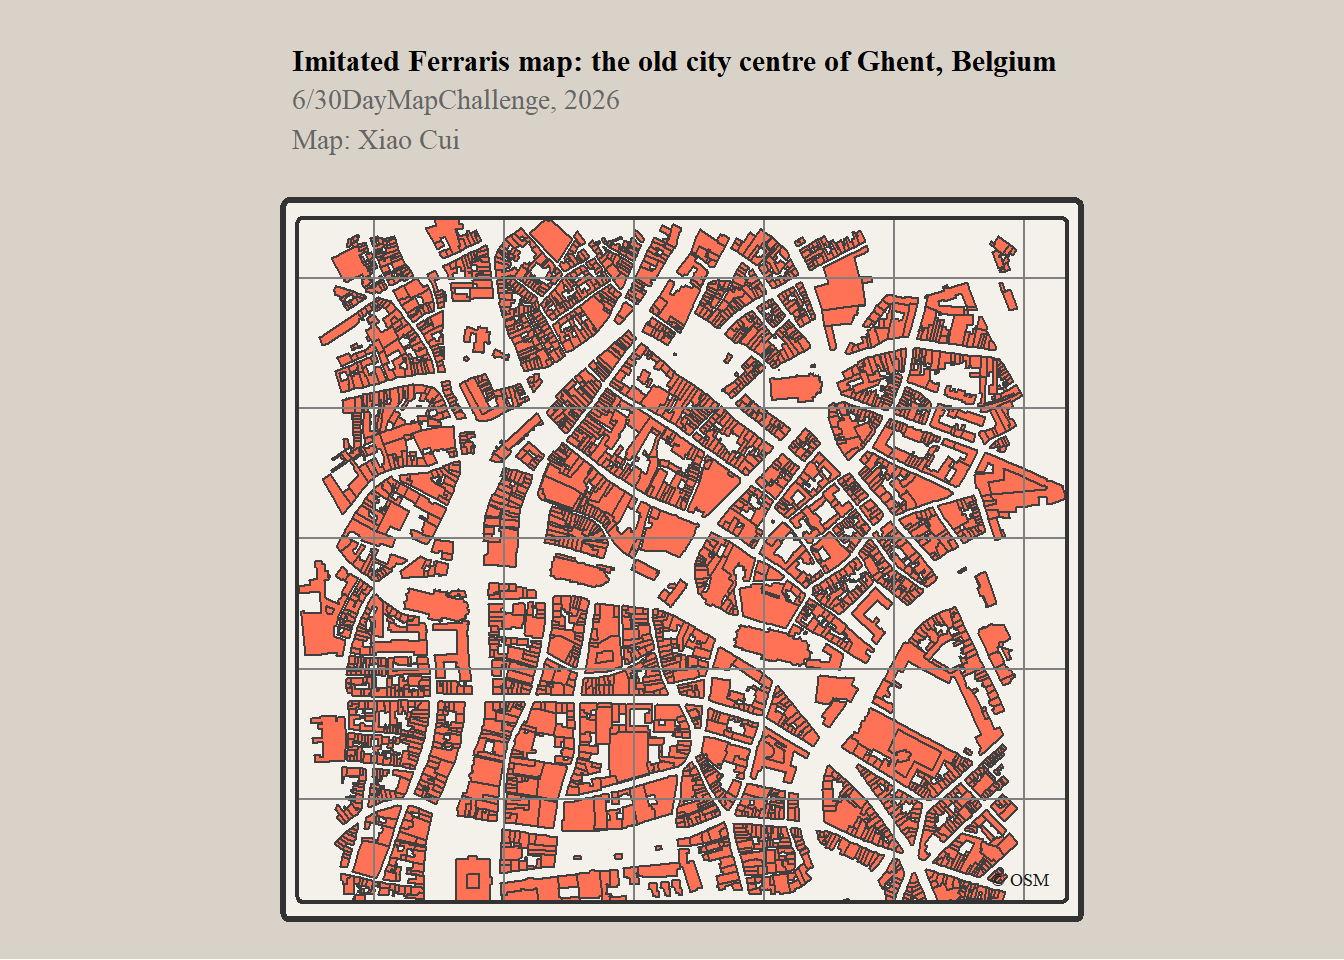 Imitated Ferraris map: the old city centre of Ghent, Belgium
6/30DayMapChallenge, 2026
Map: Xiao Cui
© OSM